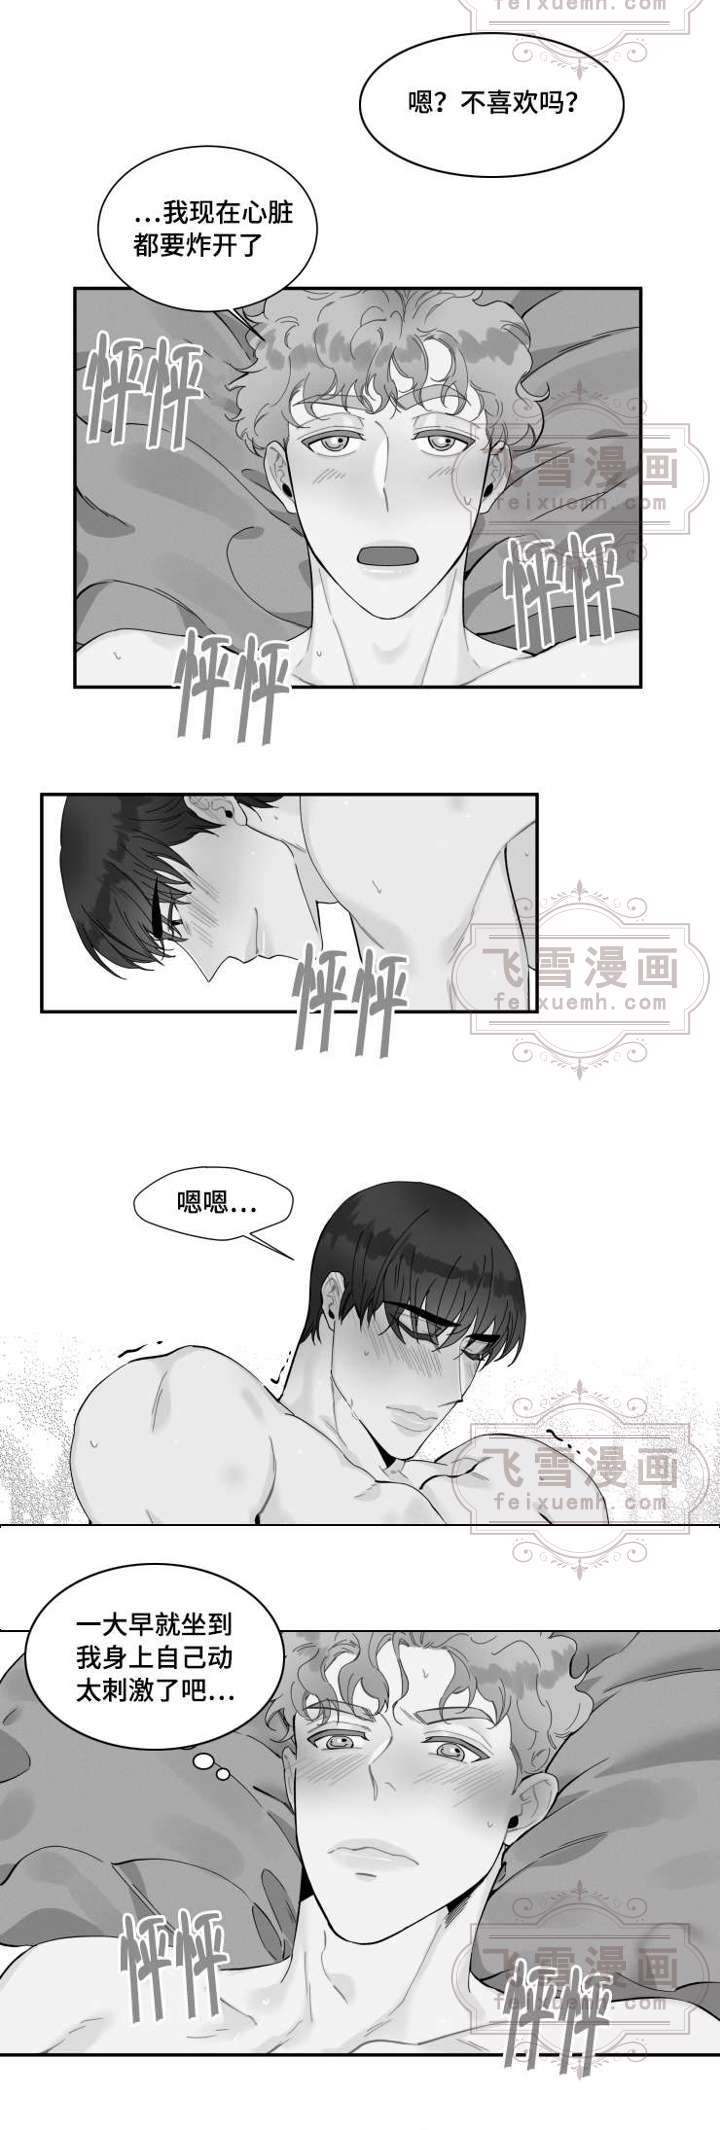 feixuemh.com
嗯？不喜欢吗？
...我现在心脏
都要炸开了
怦怦
飞雪漫画
feixuemh.com
怦怦
怦怦
飞雪漫画
feixuemh.com
怦怦
嗯嗯...
飞雪漫画
feixuemh.com
一大早就坐到
我身上自己动
太刺激了吧...
怦怦
飞雪漫画
feixuemh.com
怦怦